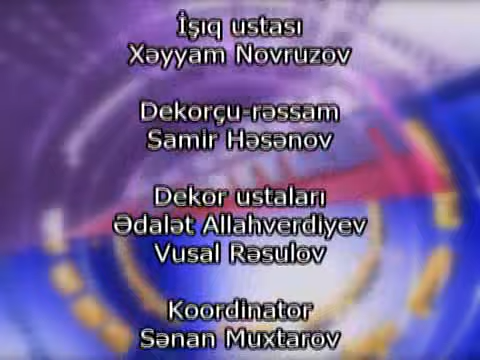 İşıq ustası
Xəyyam Novruzov
Dekorçu-rəssam
Samir Həsənov
Dekor ustaları
Ədalət Allahverdiyev
Vusal Rəsulov
Koordinator
Sənan Muxtarov